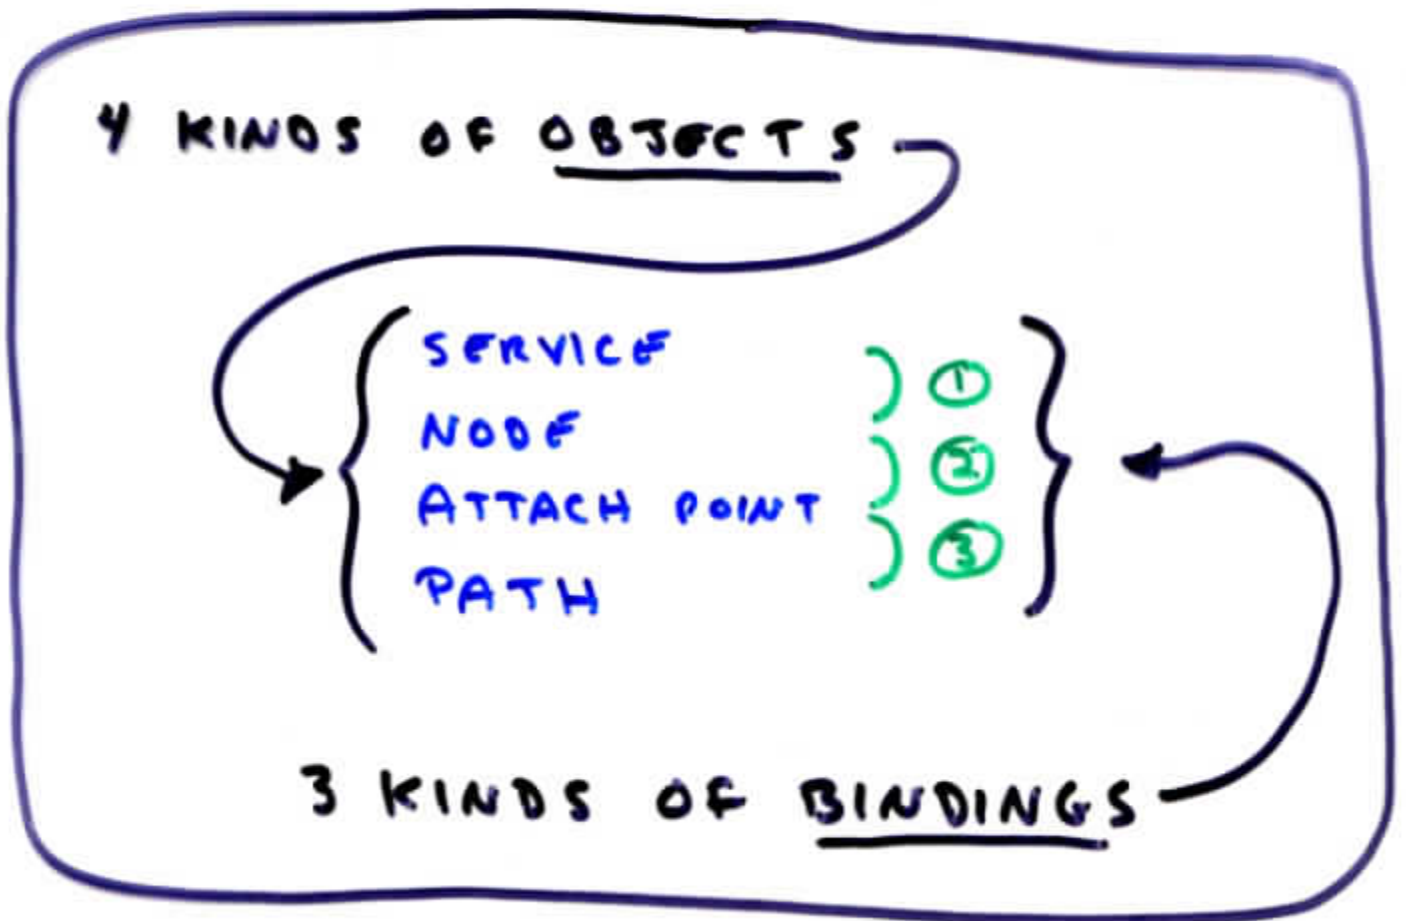 4 KINDS OF OBJECTS
SERVICE
1
NODE
2
ATTACH POINT
3
PATH
3 KINDS OF BINDINGS